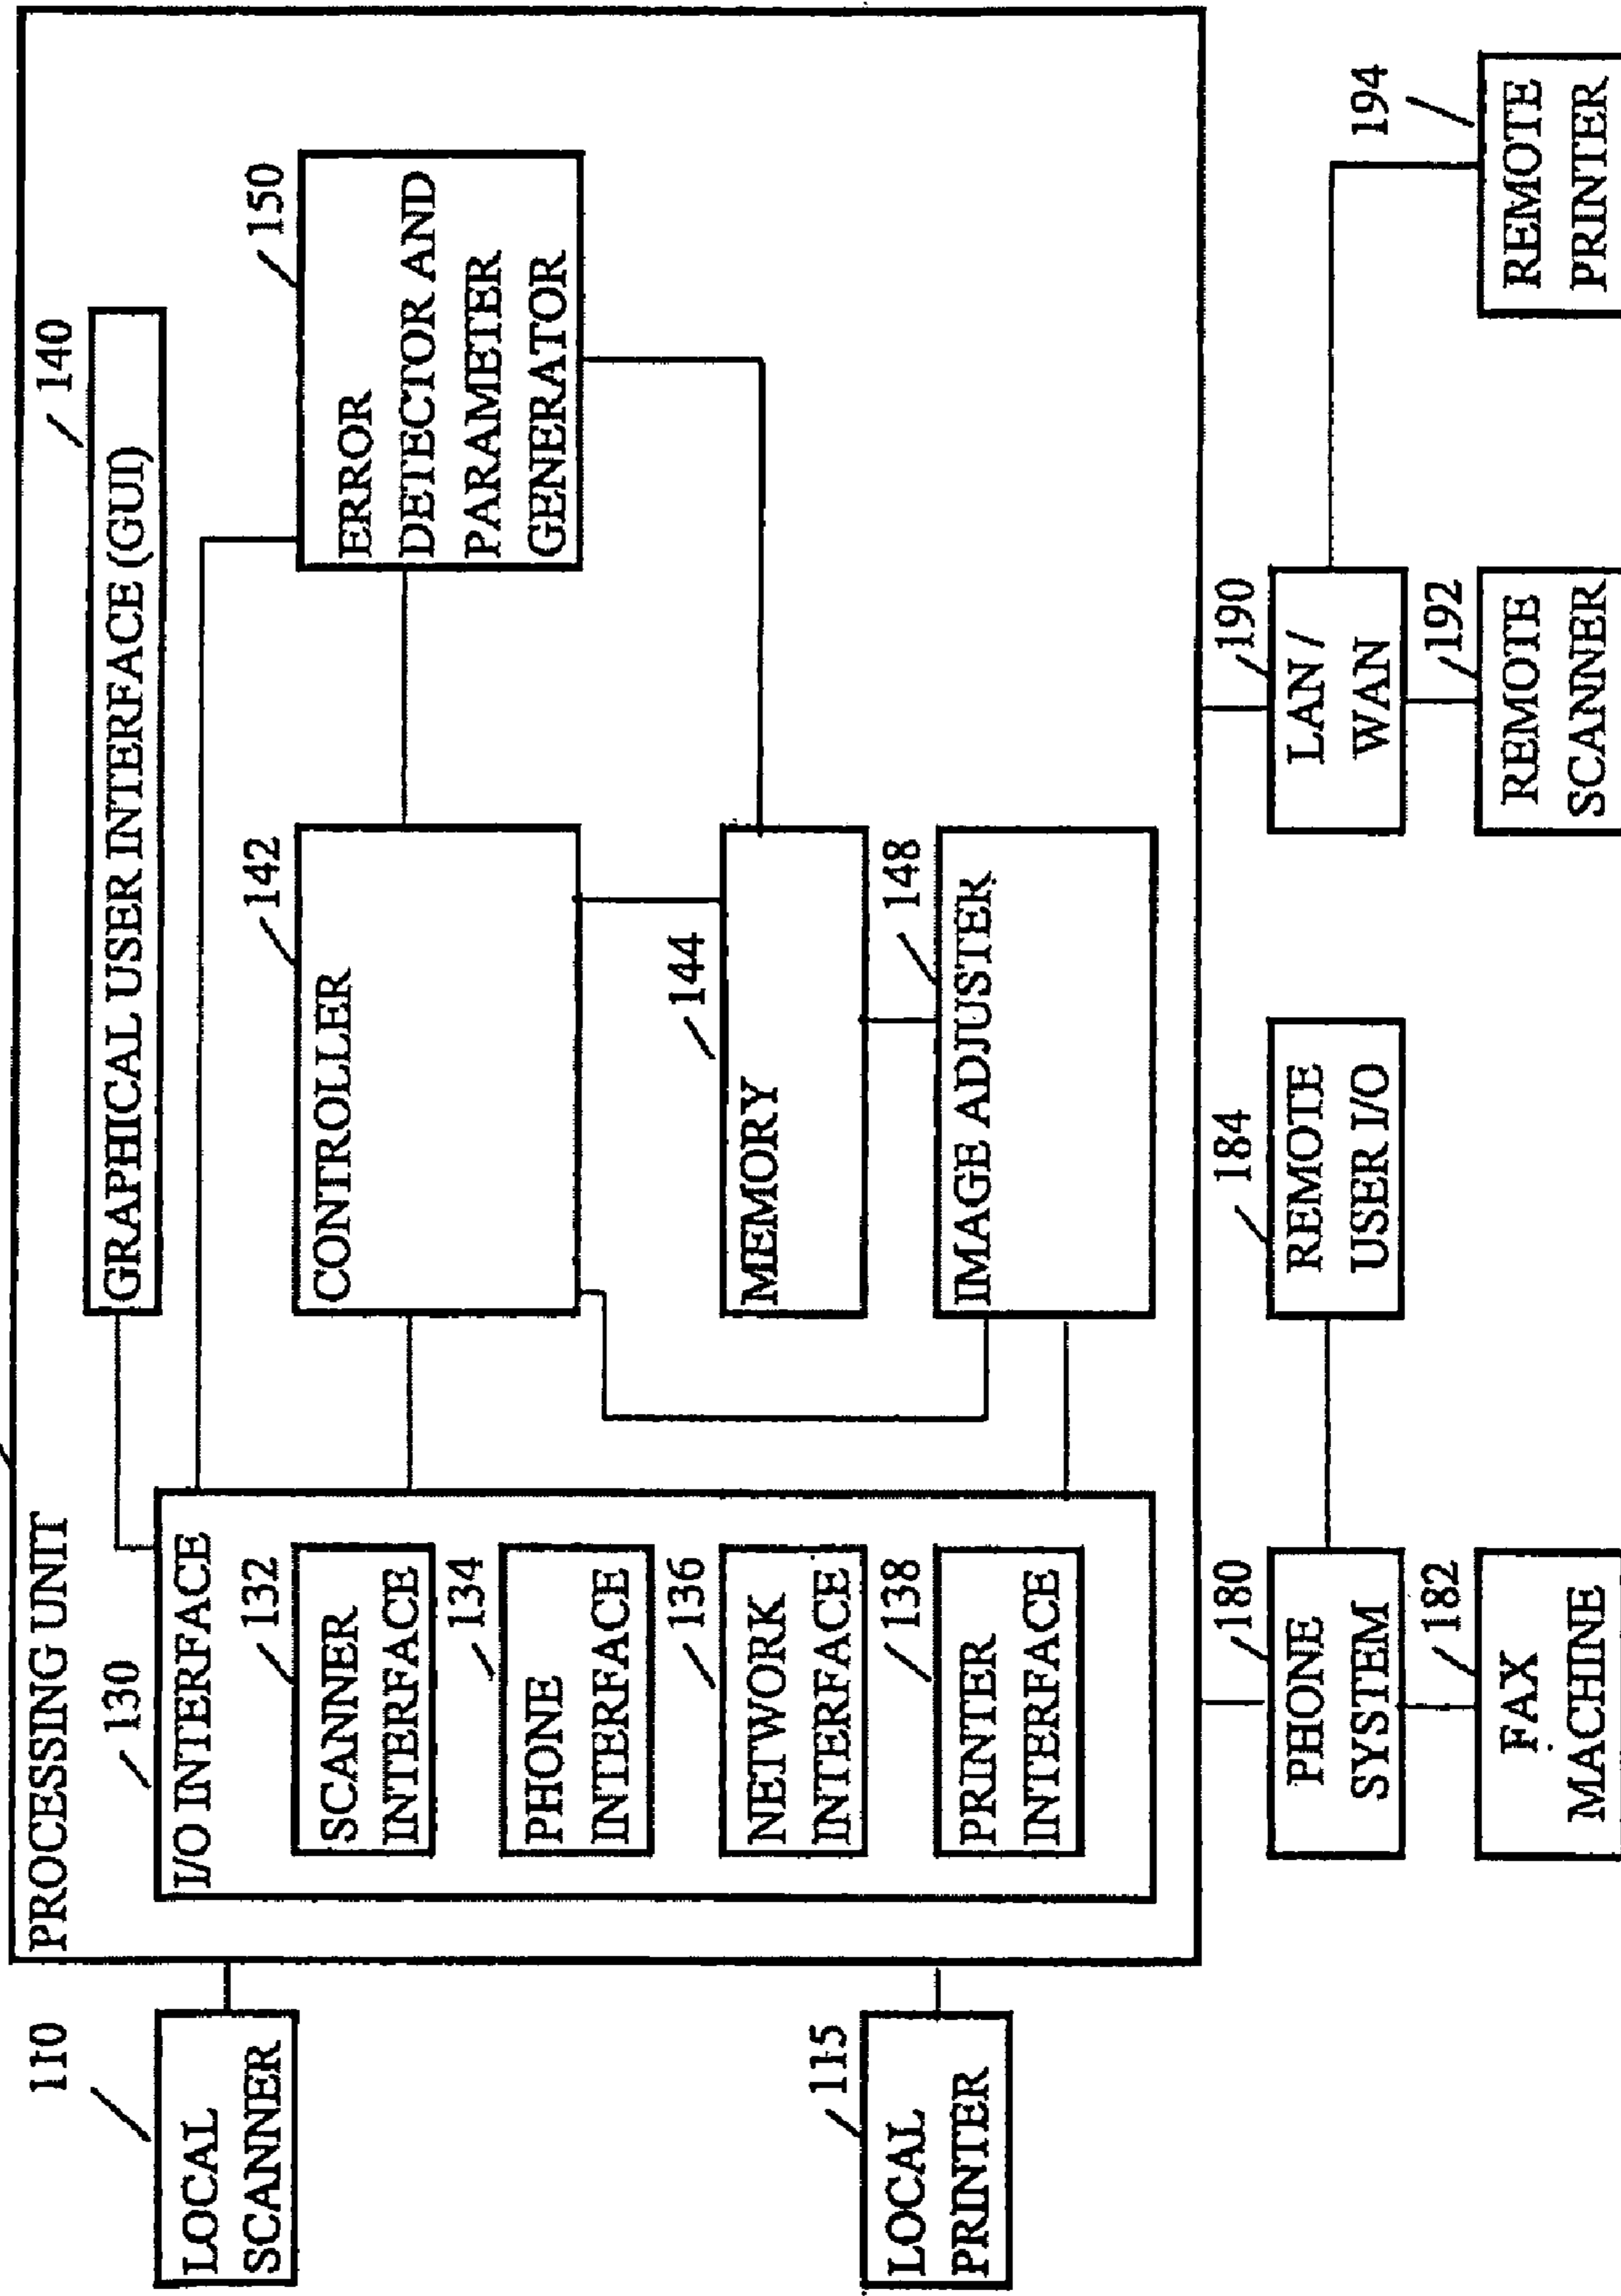 PROCESSING UNIT
110
LOCAL
SCANNER
115
LOCAL
PRINTER
130
I/O INTERFACE
132
SCANNER
INTERFACE
134
PHONE
INTERFACE
136
NETWORK
INTERFACE
138
PRINTER
INTERFACE
140
GRAPHICAL USER INTERFACE (GUI)
142
CONTROLLER
144
MEMORY
148
IMAGE ADJUSTER
150
ERROR
DETECTOR AND
PARAMETER
GENERATOR
180
PHONE
SYSTEM
182
FAX
MACHINE
184
REMOTE
USER I/O
190
LAN /
WAN
192
REMOTE
SCANNER
194
REMOTE
PRINTER